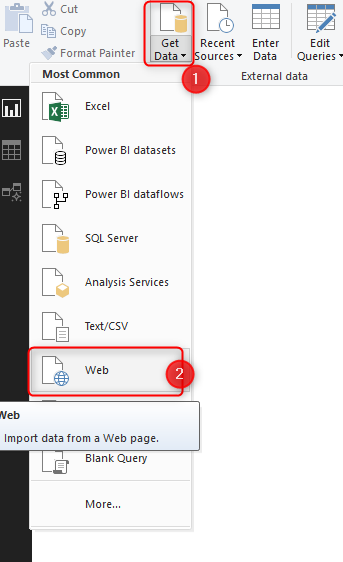 Cut
Copy
Paste
Format Painter
Get
Data
Recent
Sources
Enter
Data
Edit
Queries
External data
1
Most Common
Excel
Power BI datasets
Power BI dataflows
SQL Server
Analysis Services
Text/CSV
Web
2
Web
Import data from a Web page.
Blank Query
More...